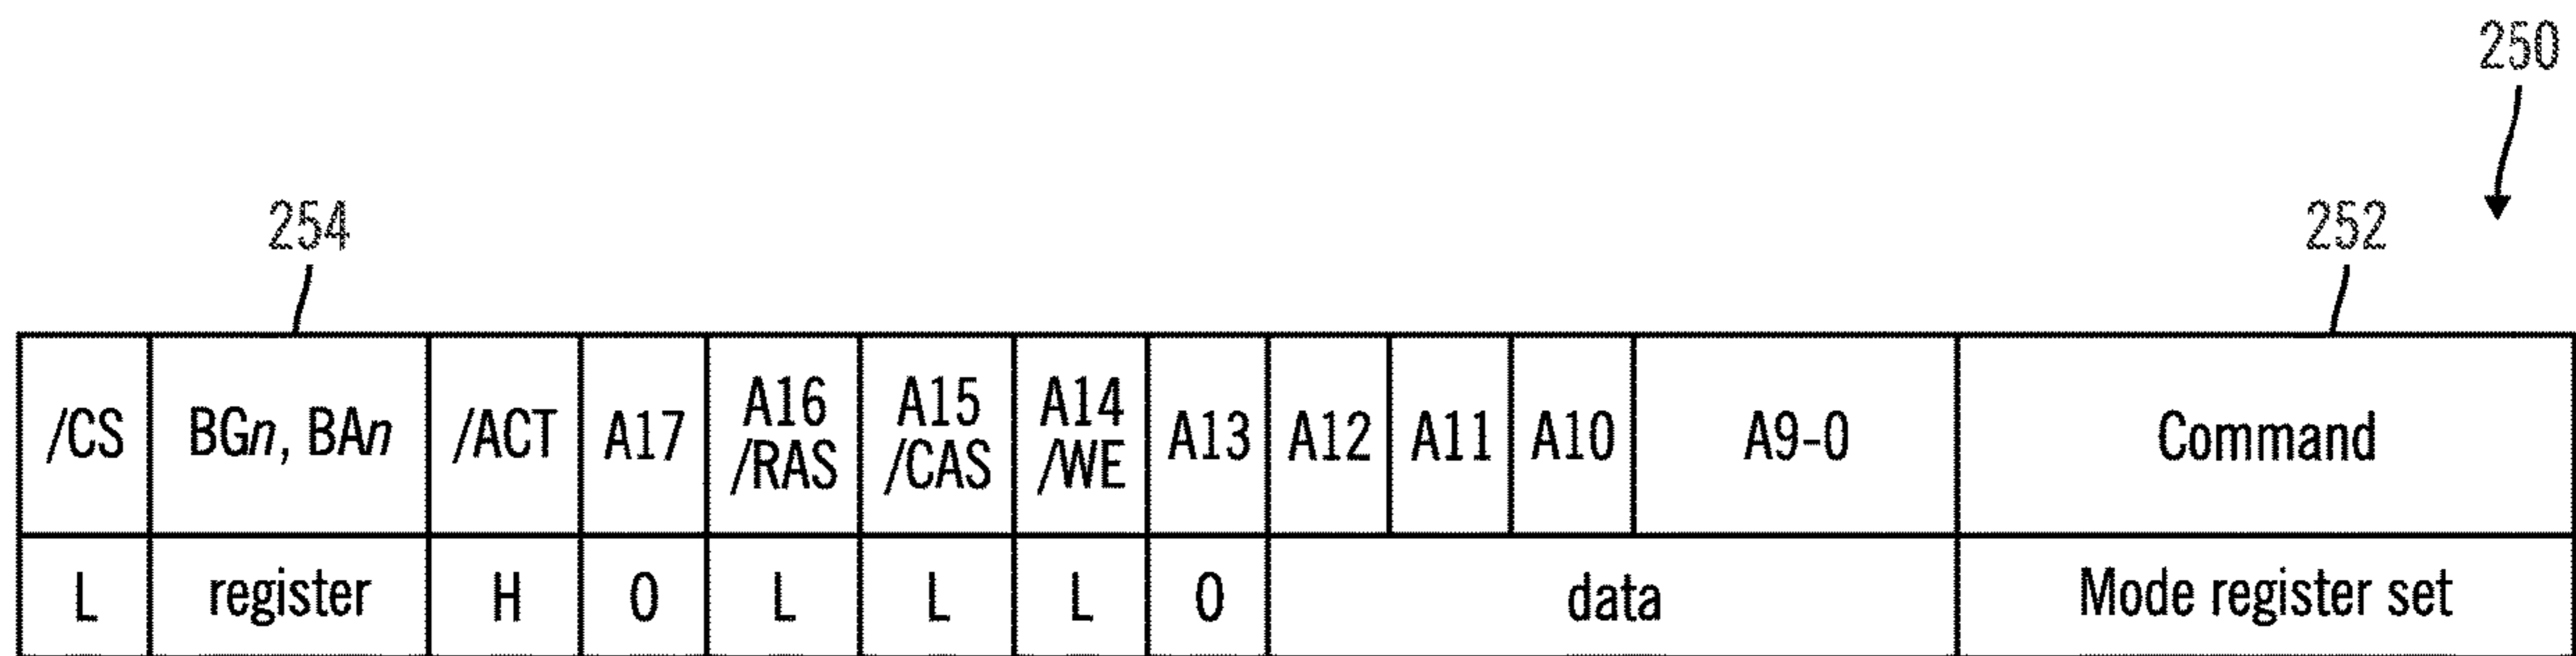 250
254 252
/CS BGn, BAn /ACT A17 A16 /RAS A15 /CAS A14 /WE A13 A12 A11 A10 A9-0 Command
L register H 0 L L L 0 data Mode register set